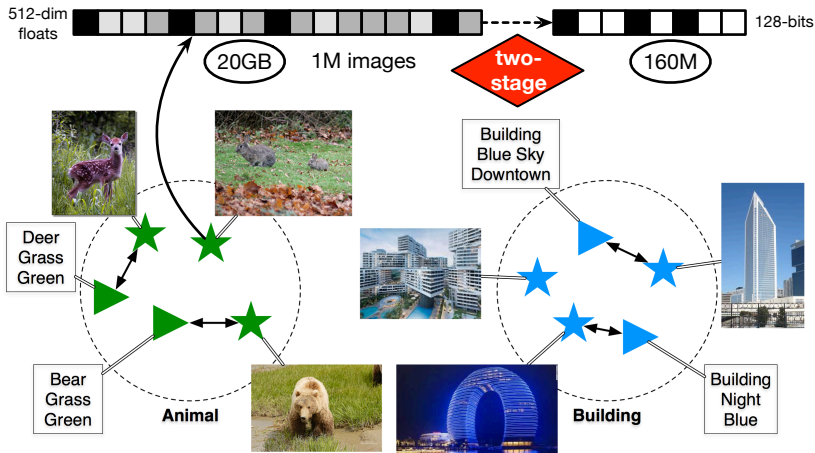 512-dim
floats
128-bits
20GB
1M images
two-
stage
160M
Building
Blue Sky
Downtown
Deer
Grass
Green
Bear
Grass
Green
Animal
Building
Building
Night
Blue